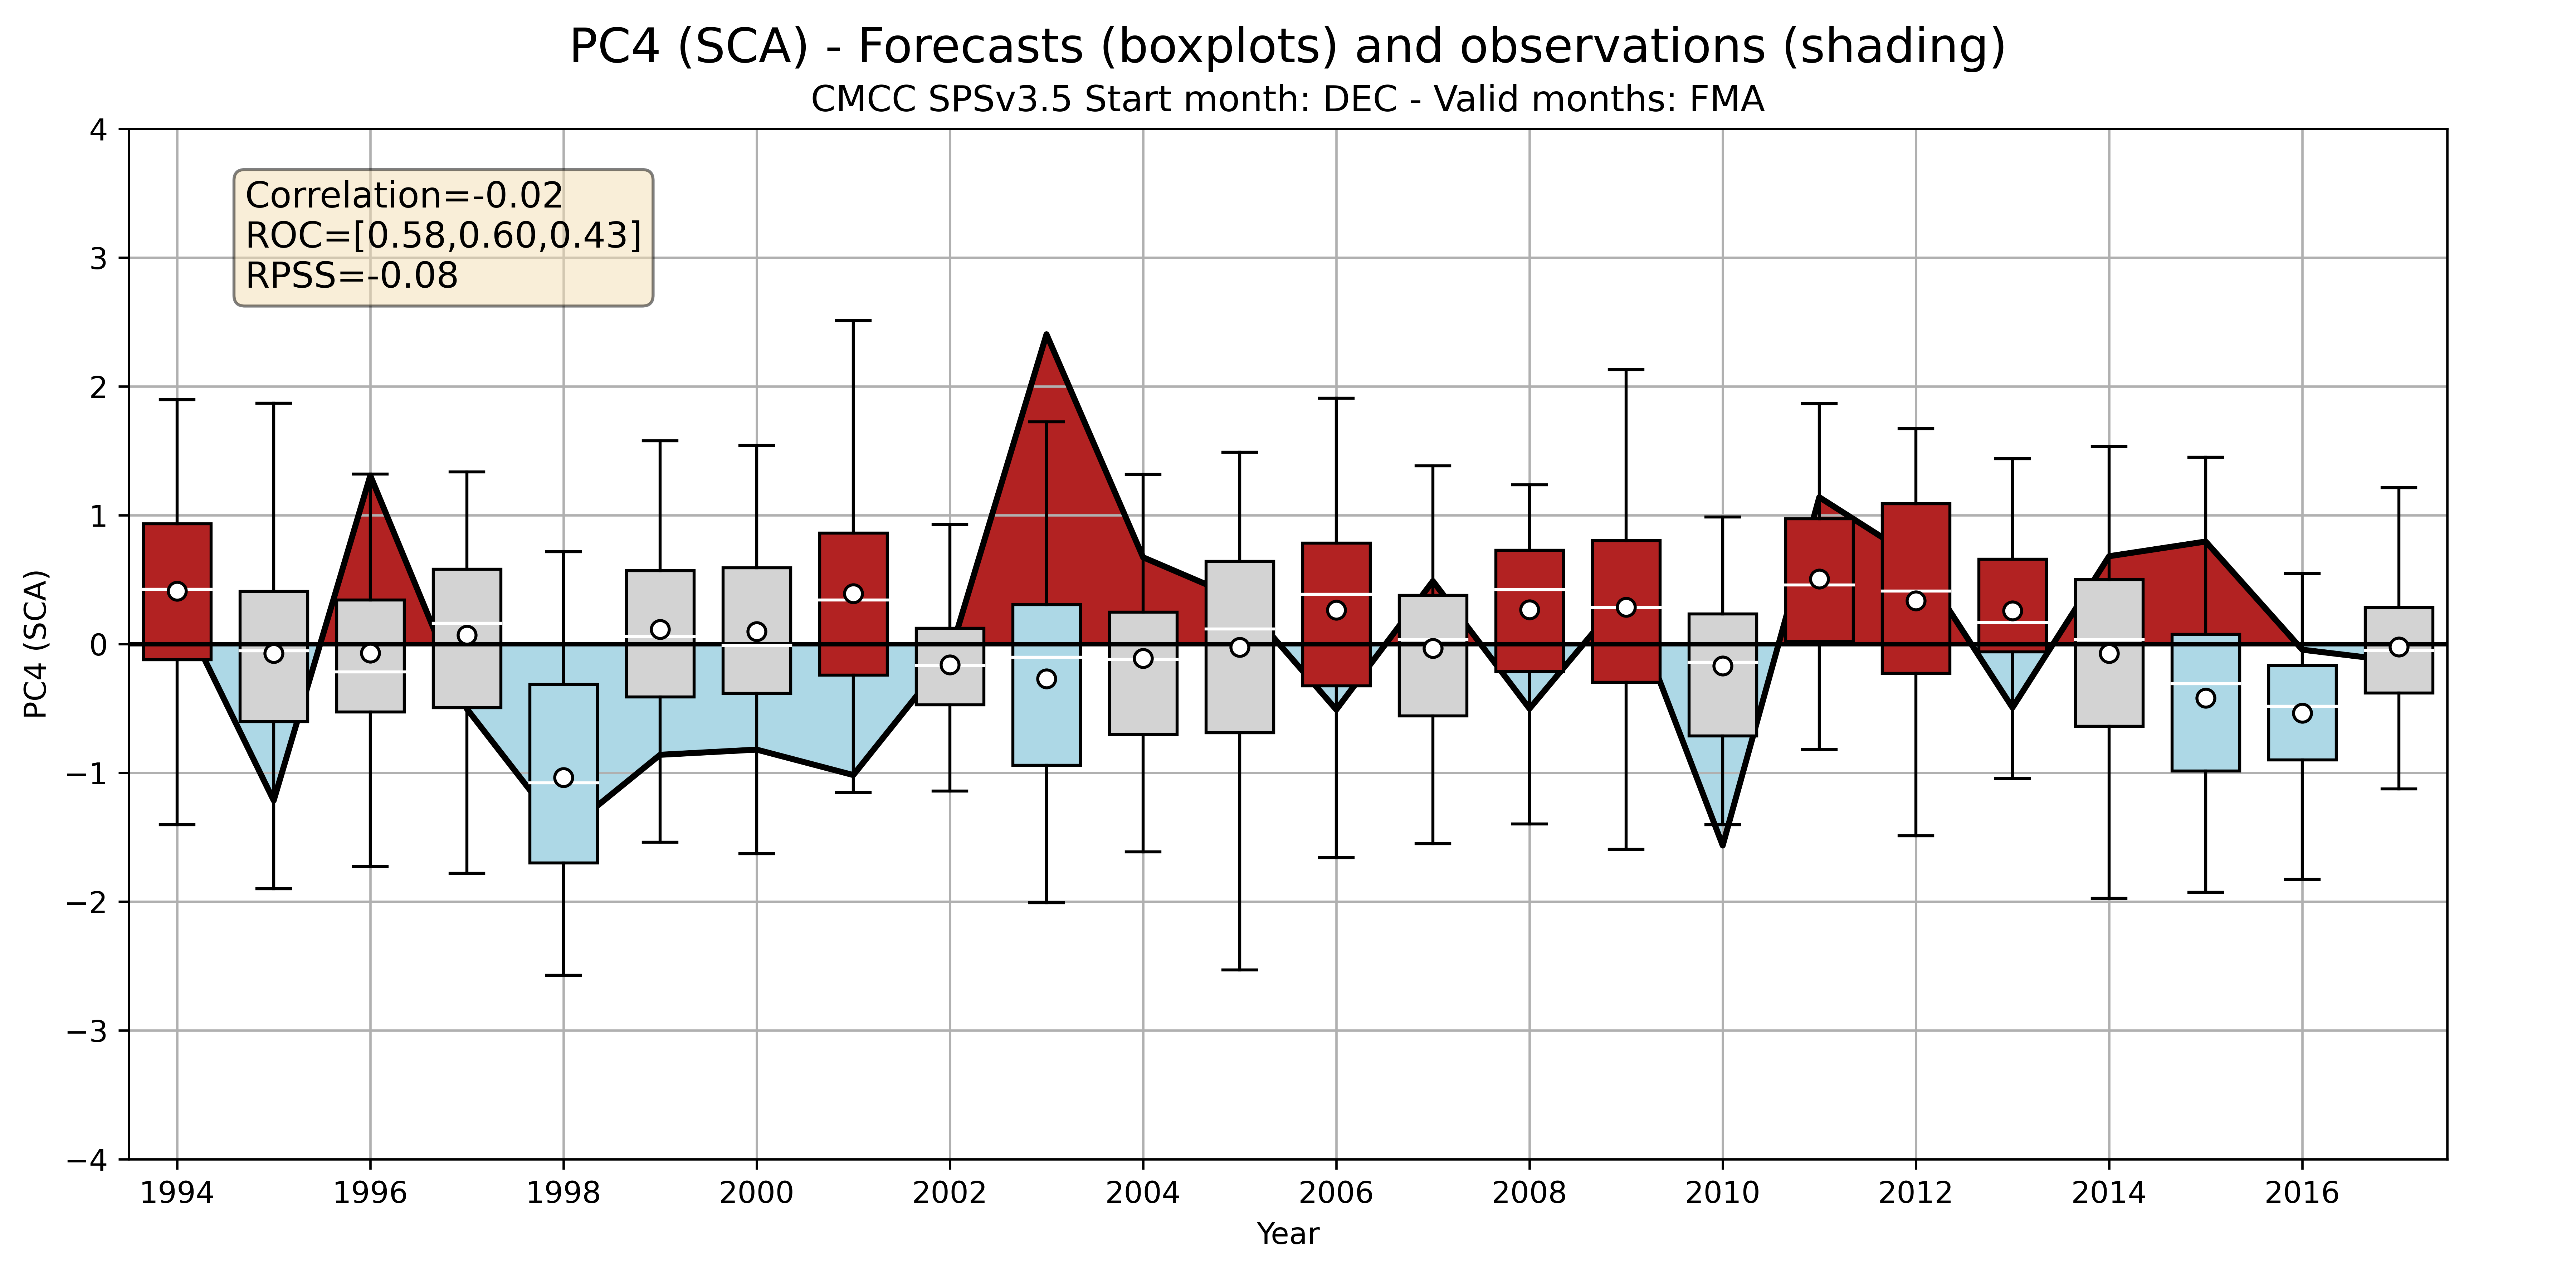 PC4 (SCA) - Forecasts (boxplots) and observations (shading)
CMCC SPSv3.5 Start month: DEC - Valid months: FMA
Correlation=-0.02
ROC=[0.58,0.60,0.43]
RPSS=-0.08
PC4 (SCA)
4
3
2
1
0
−1
−2
−3
−4
1994 1996 1998 2000 2002 2004 2006 2008 2010 2012 2014 2016
Year